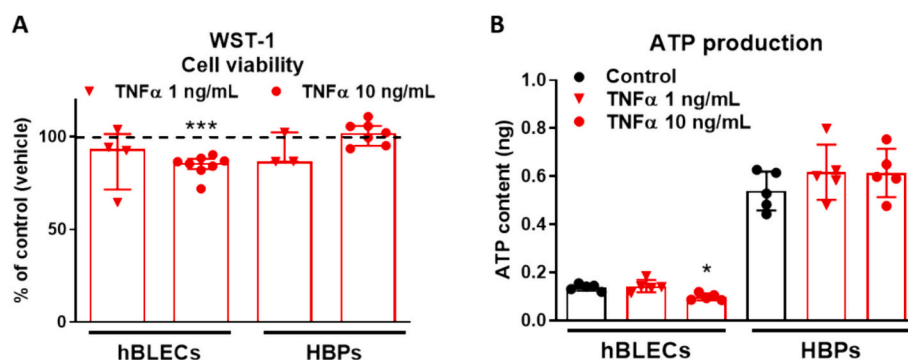 A
WST-1
Cell viability
TNFα 1 ng/mL TNFα 10 ng/mL
***
% of control (vehicle)
100
50
0
hBLECs HBPs
B
ATP production
Control
TNFα 1 ng/mL
TNFα 10 ng/mL
ATP content (ng)
1.0
0.8
0.6
0.4
0.2
0.0
*
hBLECs HBPs